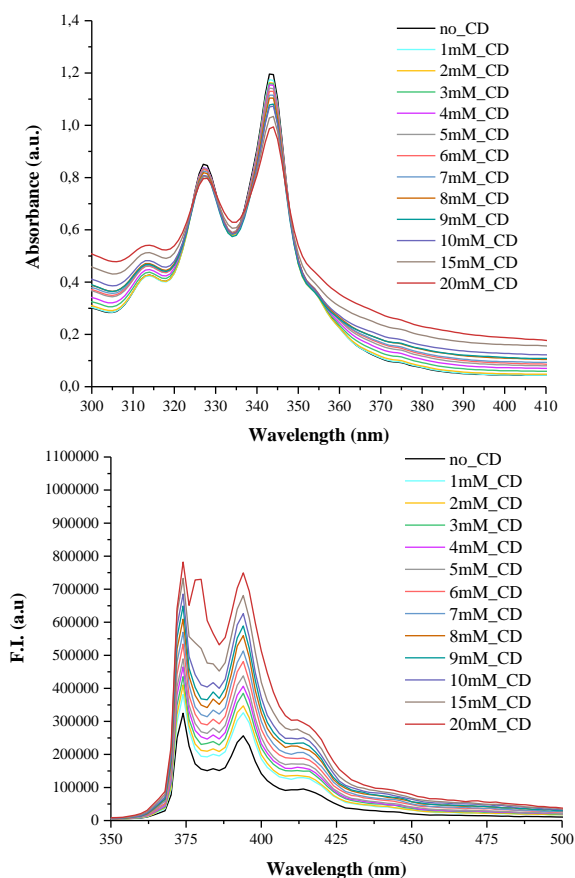 1,4
1,2
1,0
0,8
0,6
0,4
0,2
0,0
Absorbance (a.u.)
300 310 320 330 340 350 360 370 380 390 400 410
Wavelength (nm)
no_CD
1mM_CD
2mM_CD
3mM_CD
4mM_CD
5mM_CD
6mM_CD
7mM_CD
8mM_CD
9mM_CD
10mM_CD
15mM_CD
20mM_CD
1100000
1000000
900000
800000
700000
600000
500000
400000
300000
200000
100000
0
F.I. (a.u)
350 375 400 425 450 475 500
Wavelength (nm)
no_CD
1mM_CD
2mM_CD
3mM_CD
4mM_CD
5mM_CD
6mM_CD
7mM_CD
8mM_CD
9mM_CD
10mM_CD
15mM_CD
20mM_CD